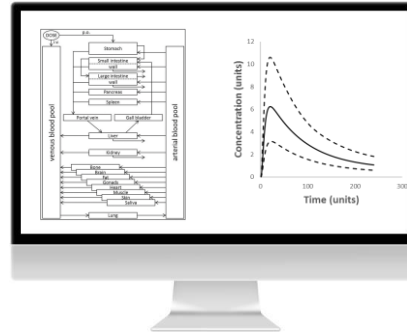 DOSE
p.o.
i.v.
Stomach
Small intestine
wall
Large intestine
wall
Pancreas
Spleen
Portal vein
Gall bladder
Liver
Kidney
Bone
Brain
Fat
Gonads
Heart
Muscle
Skin
Saliva
Lung
venous blood pool
arterial blood pool
Concentration (units)
12
10
8
6
4
2
0
0
100
200
300
Time (units)